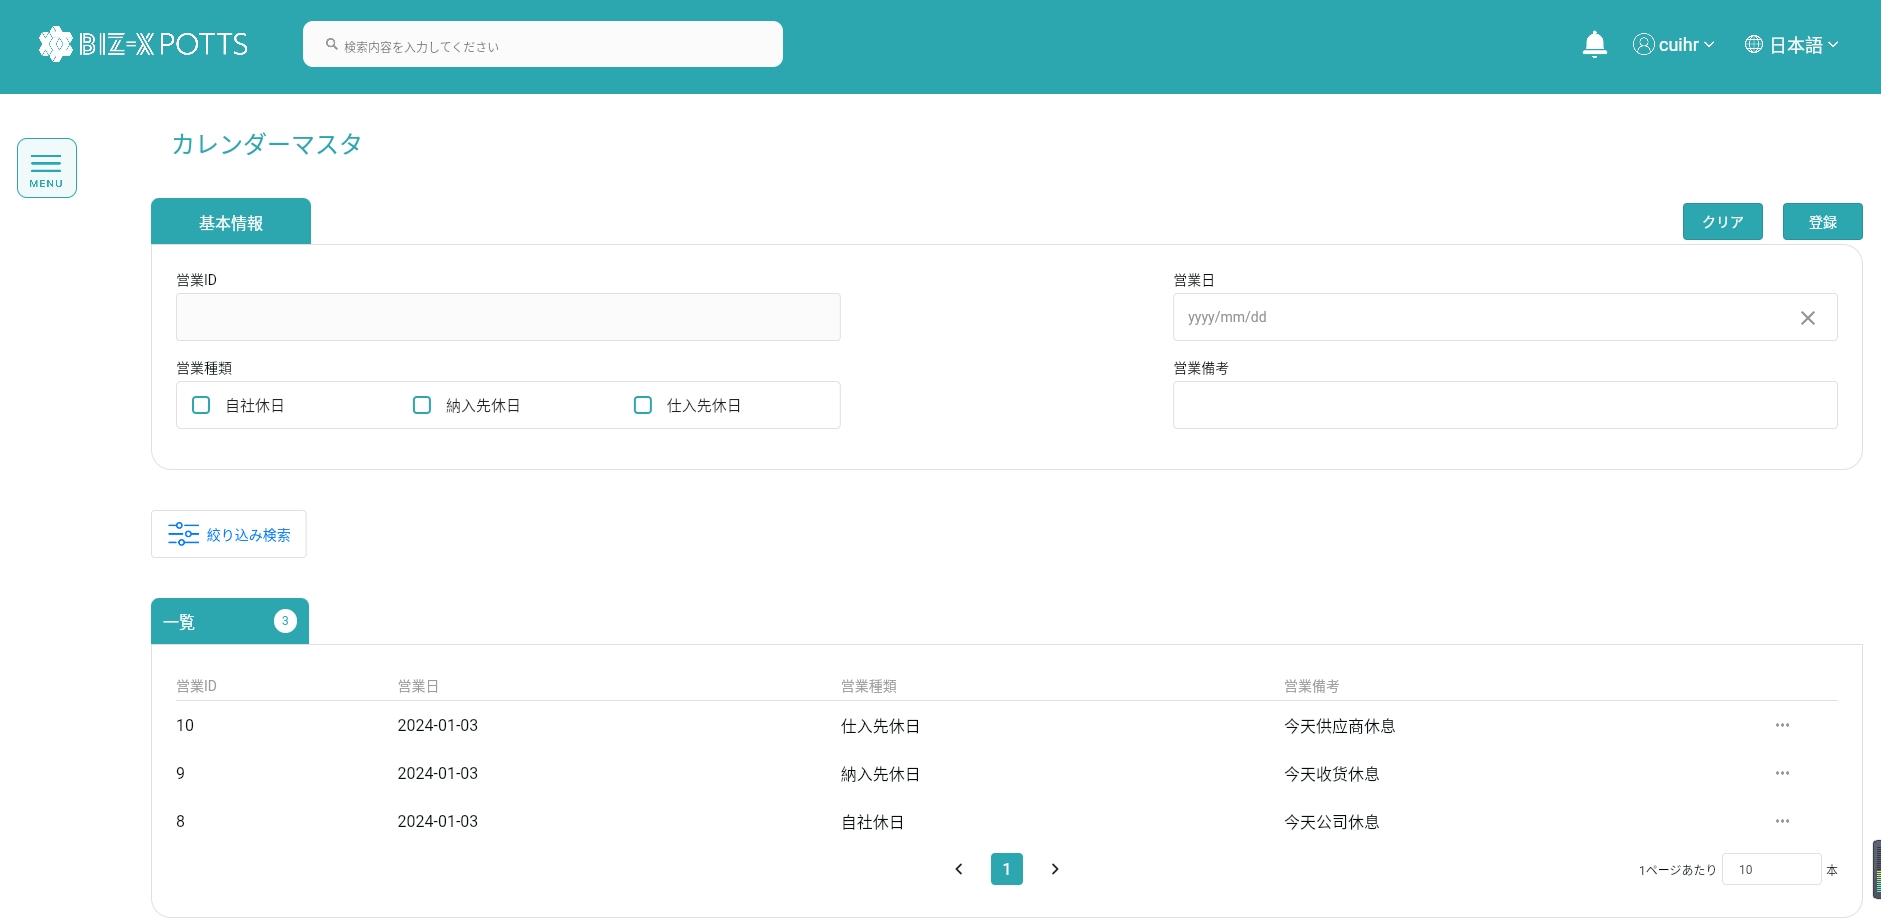 BIZ=X POTTS
検索内容を入力してください
cuihr
日本語
MENU
カレンダーマスタ
基本情報
クリア
登録
営業ID
営業日
yyyy/mm/dd
営業種類
営業備考
自社休日
納入先休日
仕入先休日
絞り込み検索
一覧 3
営業ID 営業日 営業種類 営業備考
10 2024-01-03 仕入先休日 今天供应商休息 ···
9 2024-01-03 納入先休日 今天收货休息 ···
8 2024-01-03 自社休日 今天公司休息 ···
1
1ページあたり 10 本